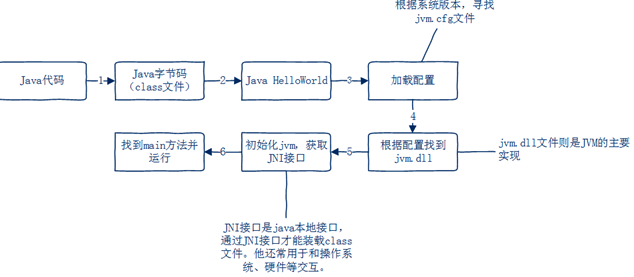 根据系统版本，寻找
jvm.cfg文件
Java代码
1
Java字节码
（class文件）
2
Java HelloWorld
3
加载配置
4
找到main方法并
运行
6
初始化jvm，获取
JNI接口
5
根据配置找到
jvm.dll
jvm.dll文件则是JVM的主要
实现
JNI接口是java本地接口，
通过JNI接口才能装载class
文件。他还常用于和操作系
统、硬件等交互。